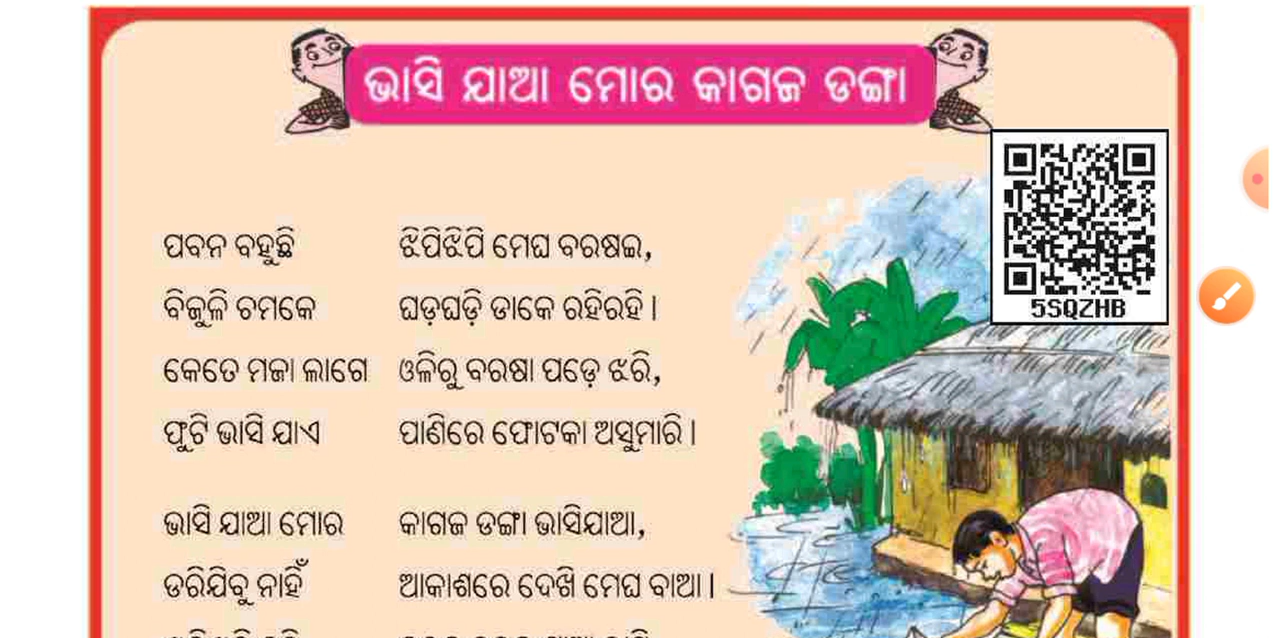 ଭାସି ଯାଆ ମୋର କାଗଜ ଡଙ୍ଗା
5SQZHB
ପବନ ବହୁଛି ଝିପିଝିପି ମେଘ ବରଷଇ,
ବିଜୁଳି ଚମକେ ଘଡ଼ଘଡ଼ି ଡାକେ ରହିରହି ।
କେତେ ମଜା ଲାଗେ ଓଳିରୁ ବରଷା ପଡ଼େ ଝରି,
ଫୁଟି ଭାସି ଯାଏ ପାଣିରେ ଫୋଟକା ଅସୁମାରି ।
ଭାସି ଯାଆ ମୋର କାଗଜ ଡଙ୍ଗା ଭାସିଯାଆ,
ଡରିଯିବୁ ନାହିଁ ଆକାଶରେ ଦେଖି ମେଘ ବାଆ ।